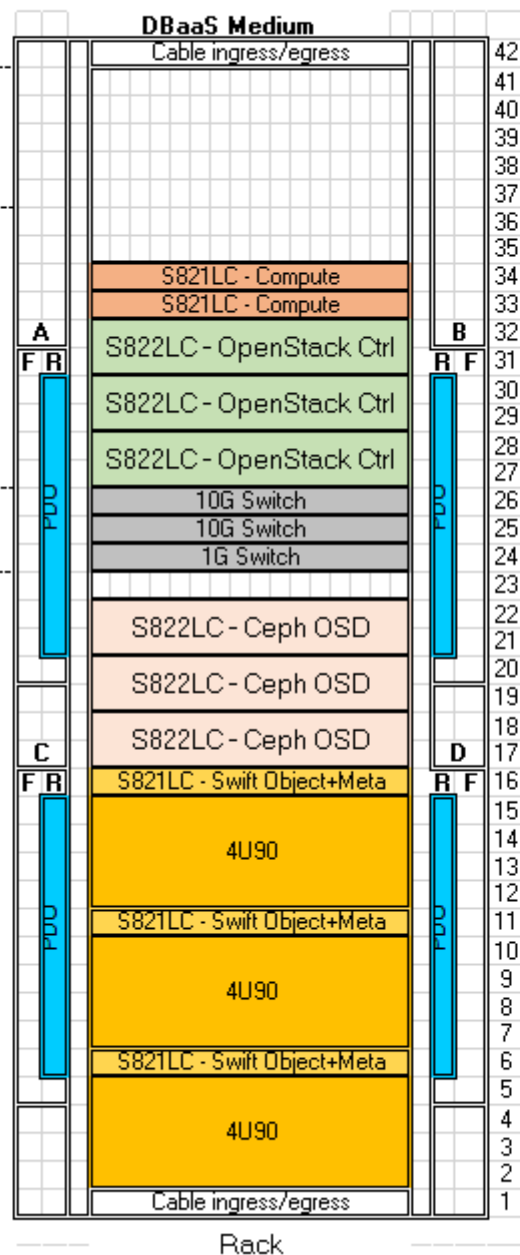 DBaaS Medium
Cable ingress/egress 42
41
40
39
38
37
36
35
S821LC - Compute 34
S821LC - Compute 33
A S822LC - OpenStack Ctrl B 32
F R R F 31
S822LC - OpenStack Ctrl 30
29
S822LC - OpenStack Ctrl 28
27
PDU 10G Switch PDU 26
10G Switch 25
1G Switch 24
23
S822LC - Ceph OSD 22
21
S822LC - Ceph OSD 20
19
S822LC - Ceph OSD 18
C D 17
F R S821LC - Swift Object+Meta R F 16
15
4U90 14
13
12
PDU S821LC - Swift Object+Meta PDU 11
10
4U90 9
8
7
S821LC - Swift Object+Meta 6
5
4U90 4
3
2
Cable ingress/egress 1
Rack